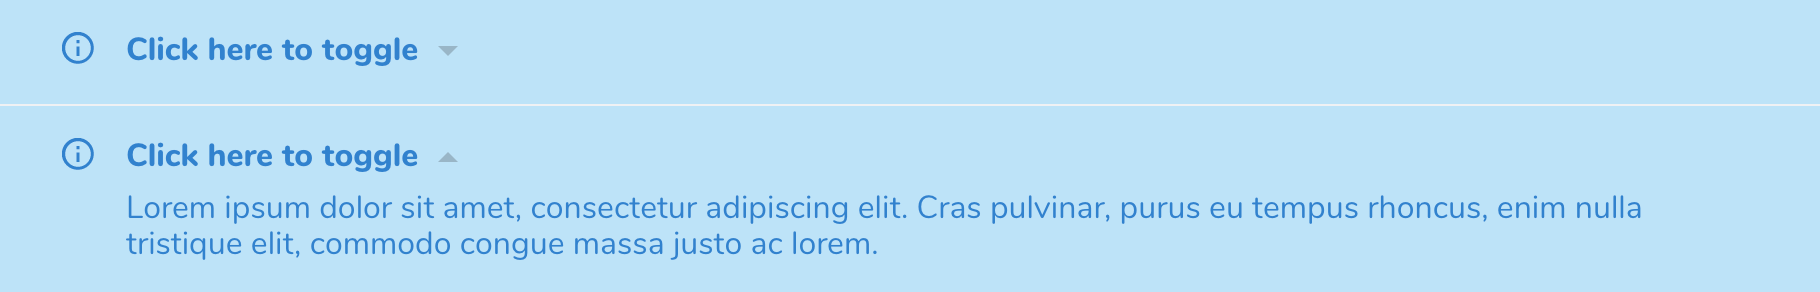 Click here to toggle
Click here to toggle
Lorem ipsum dolor sit amet, consectetur adipiscing elit. Cras pulvinar, purus eu tempus rhoncus, enim nulla
tristique elit, commodo congue massa justo ac lorem.